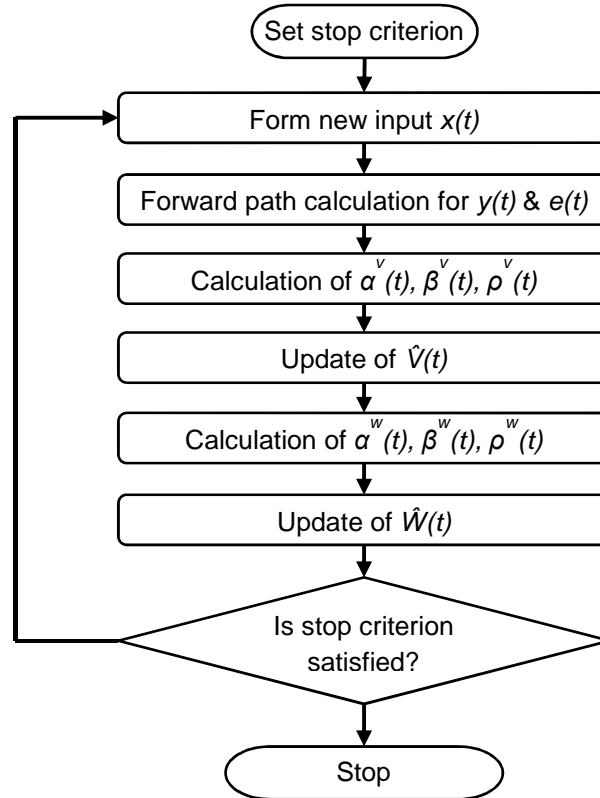 Set stop criterion
Form new input x(t)
Forward path calculation for y(t) & e(t)
Calculation of α^v(t), β^v(t), ρ^v(t)
Update of V̂(t)
Calculation of α^w(t), β^w(t), ρ^w(t)
Update of Ŵ(t)
Is stop criterion
satisfied?
Stop